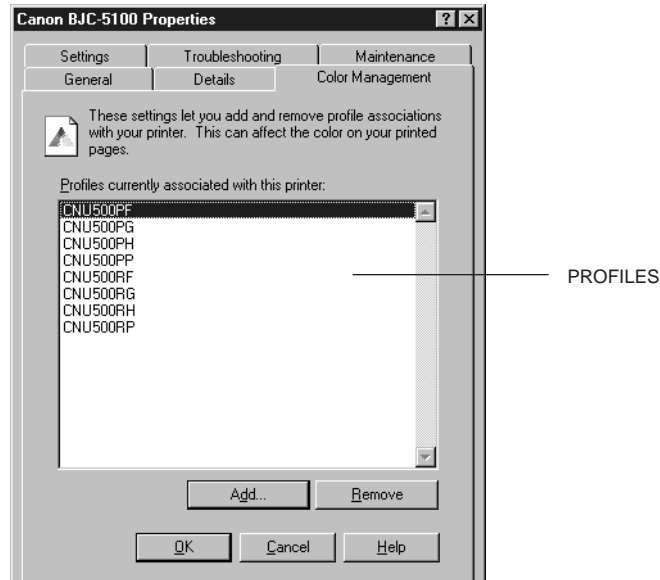 Canon BJC-5100 Properties
? X
Settings Troubleshooting Maintenance
General Details Color Management
These settings let you add and remove profile associations
with your printer. This can affect the color on your printed
pages.
Profiles currently associated with this printer:
CNU500PF
CNU500PG
CNU500PH
CNU500PP
CNU500RF
CNU500RG
CNU500RH
CNU500RP
PROFILES
Add... Remove
OK Cancel Help